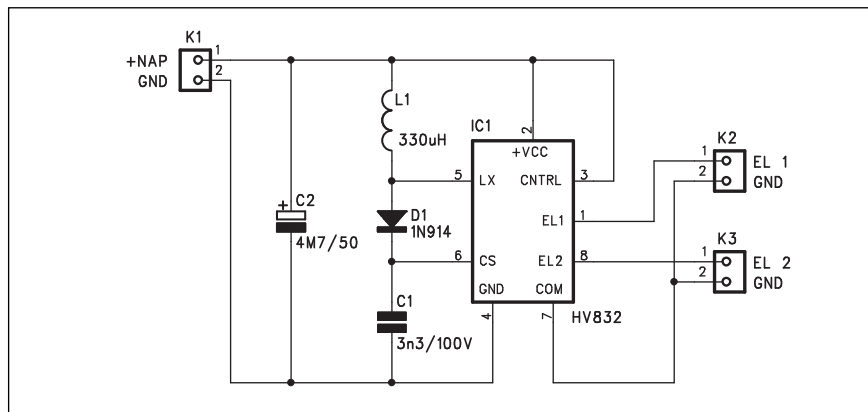 K1
+NAP 1
GND 2
L1
330uH
IC1
2
+VCC
5 LX CNTRL 3
EL1 1
6 CS EL2 8
GND COM
4 7
HV832
+
C2
4M7/50
D1
1N914
C1
3n3/100V
K2
1 EL 1
2 GND
K3
1 EL 2
2 GND